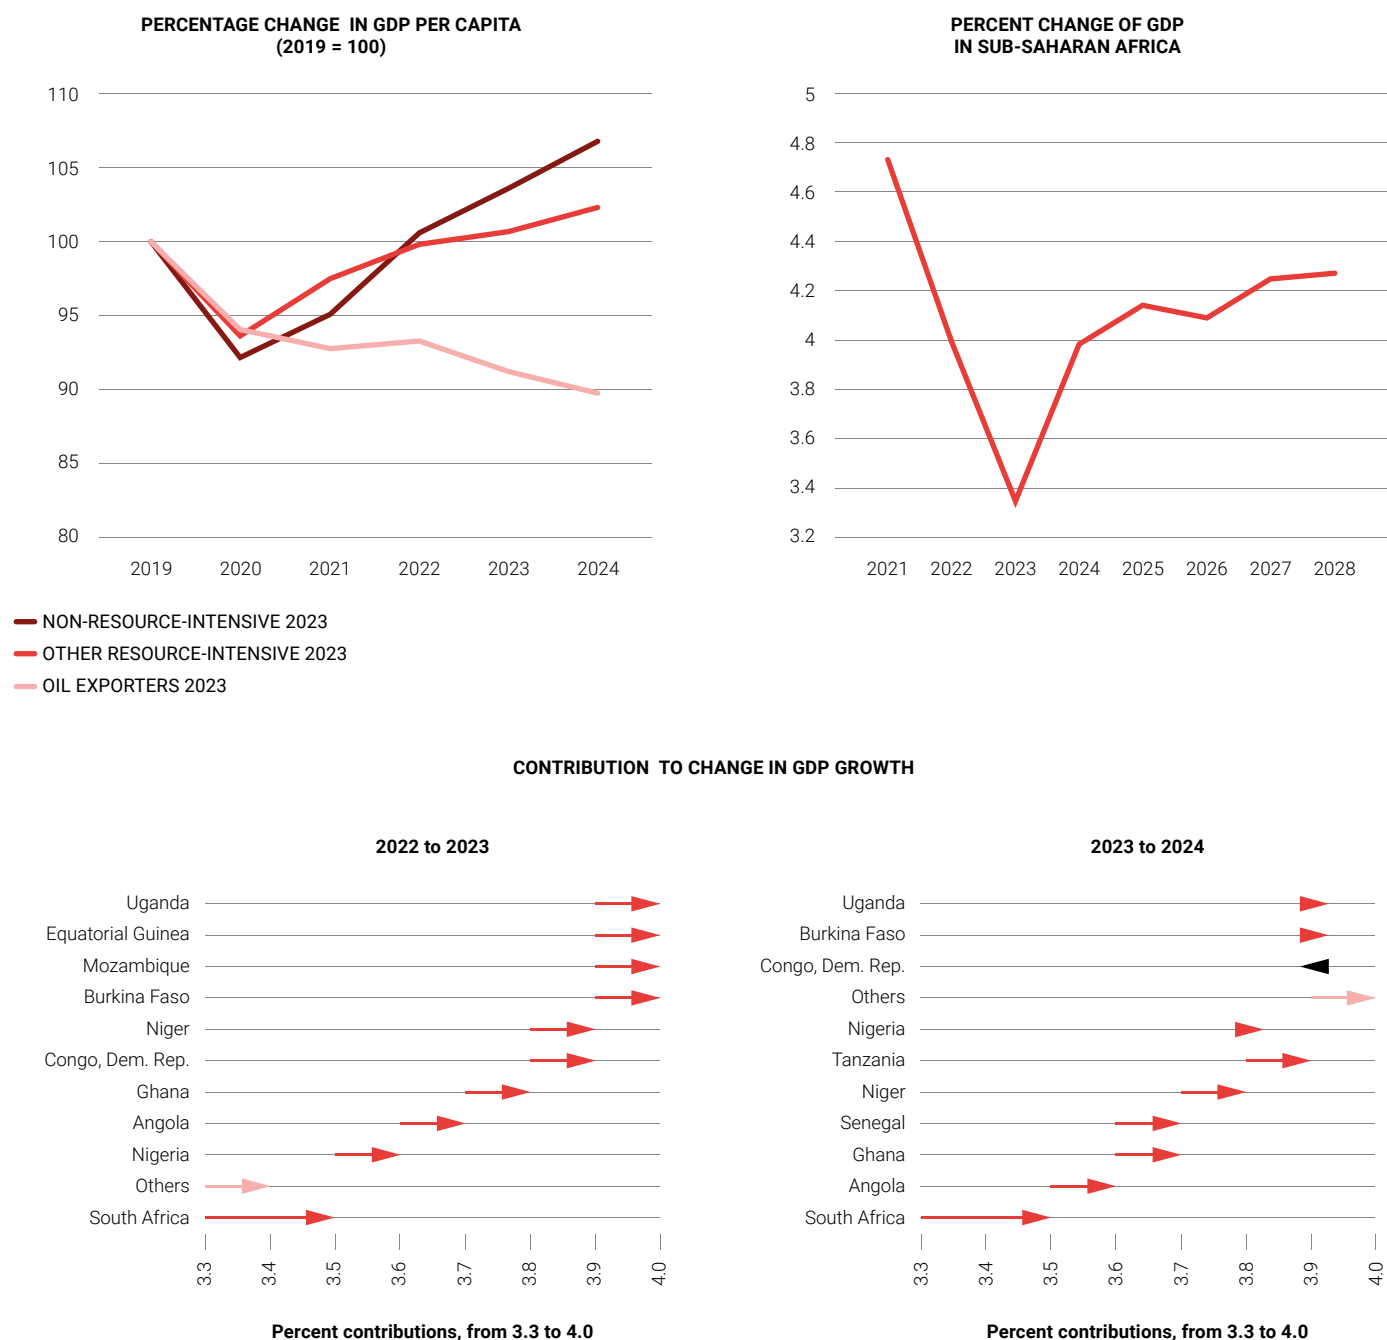 PERCENTAGE CHANGE IN GDP PER CAPITA
(2019 = 100)
110
105
100
95
90
85
80
2019 2020 2021 2022 2023 2024
NON-RESOURCE-INTENSIVE 2023
OTHER RESOURCE-INTENSIVE 2023
OIL EXPORTERS 2023
PERCENT CHANGE OF GDP
IN SUB-SAHARAN AFRICA
5
4.8
4.6
4.4
4.2
4
3.8
3.6
3.4
3.2
2021 2022 2023 2024 2025 2026 2027 2028
CONTRIBUTION TO CHANGE IN GDP GROWTH
2022 to 2023
Uganda
Equatorial Guinea
Mozambique
Burkina Faso
Niger
Congo, Dem. Rep.
Ghana
Angola
Nigeria
Others
South Africa
3.3 3.4 3.5 3.6 3.7 3.8 3.9 4.0
Percent contributions, from 3.3 to 4.0
2023 to 2024
Uganda
Burkina Faso
Congo, Dem. Rep.
Others
Nigeria
Tanzania
Niger
Senegal
Ghana
Angola
South Africa
3.3 3.4 3.5 3.6 3.7 3.8 3.9 4.0
Percent contributions, from 3.3 to 4.0